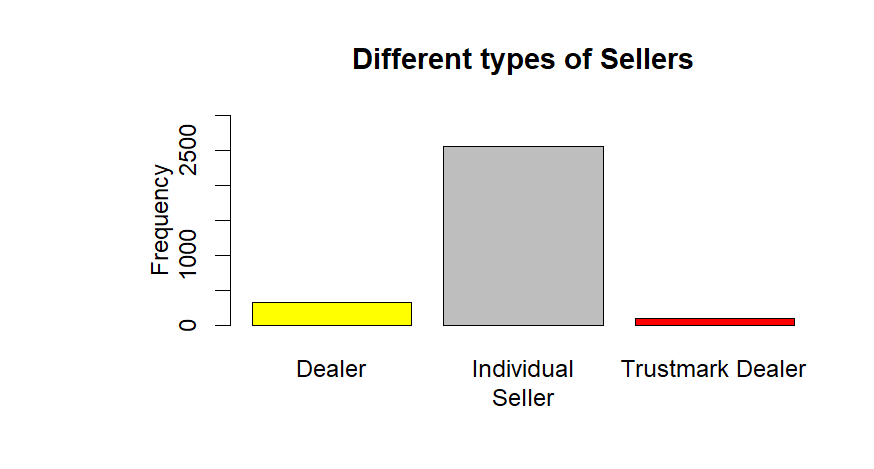 Different types of Sellers
Frequency
2500
1000
0
Dealer
Individual
Seller
Trustmark Dealer